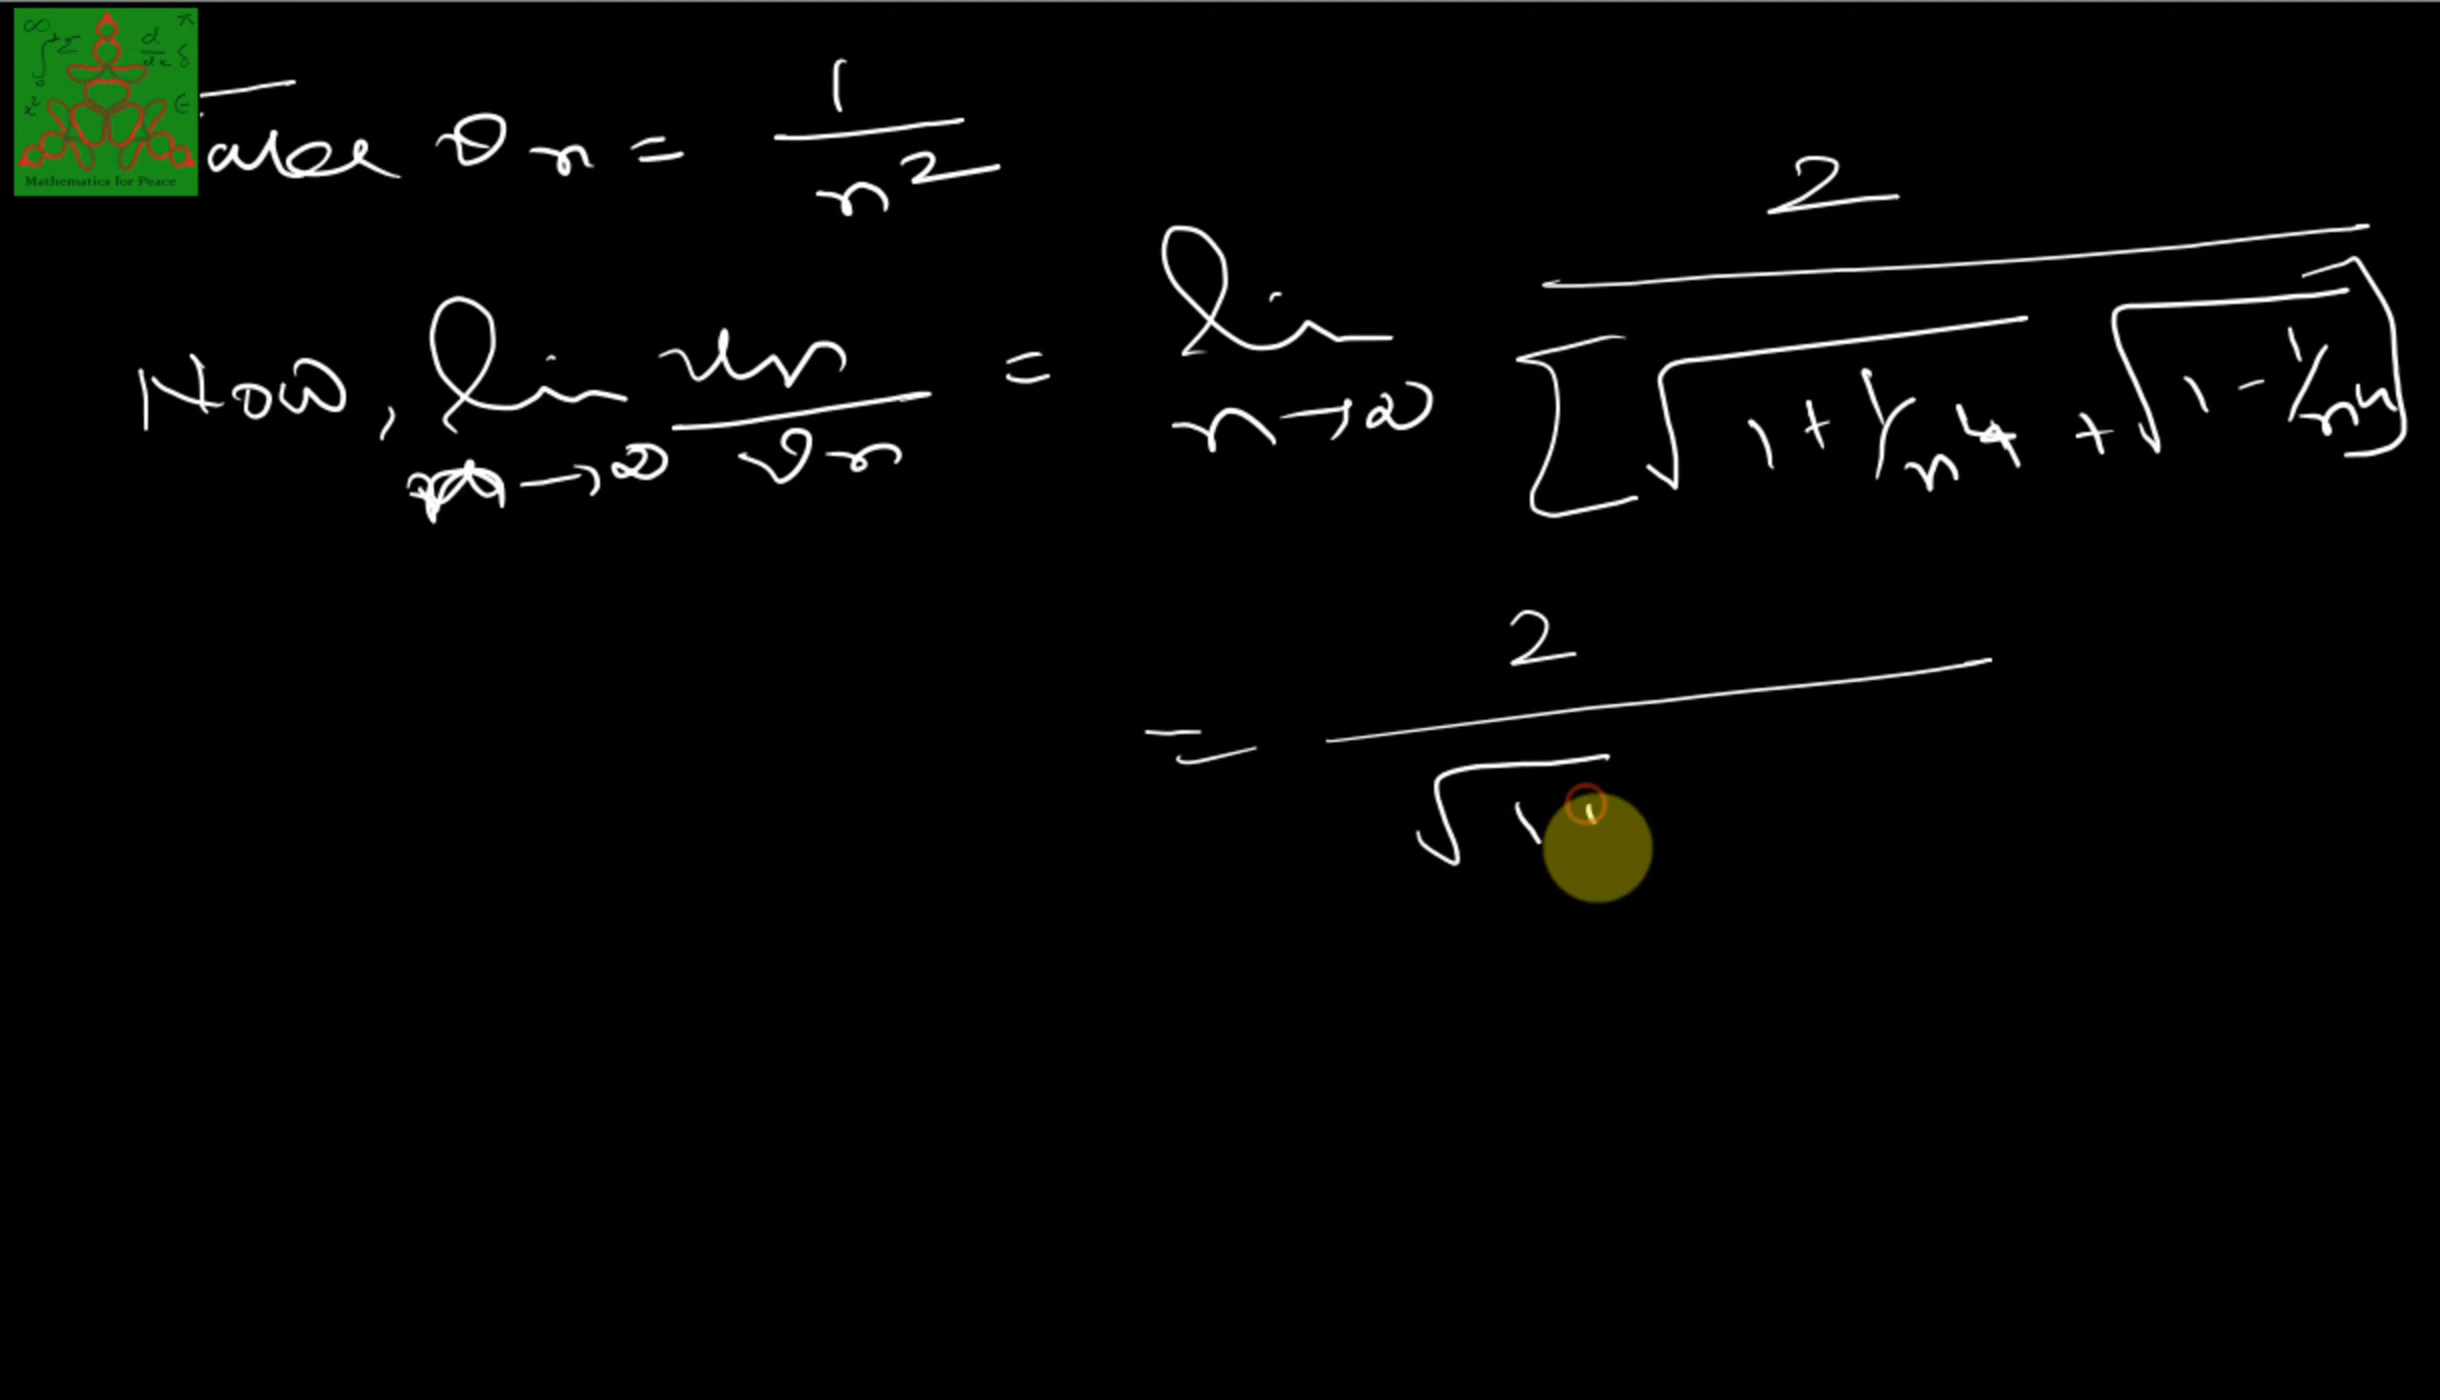 Take vn = 1/n²
Now, lim n→∞ un/vn = lim n→∞ 2/[√(1+1/n⁴) + √(1-1/n⁴)]
= 2/√1
Mathematics for Peace